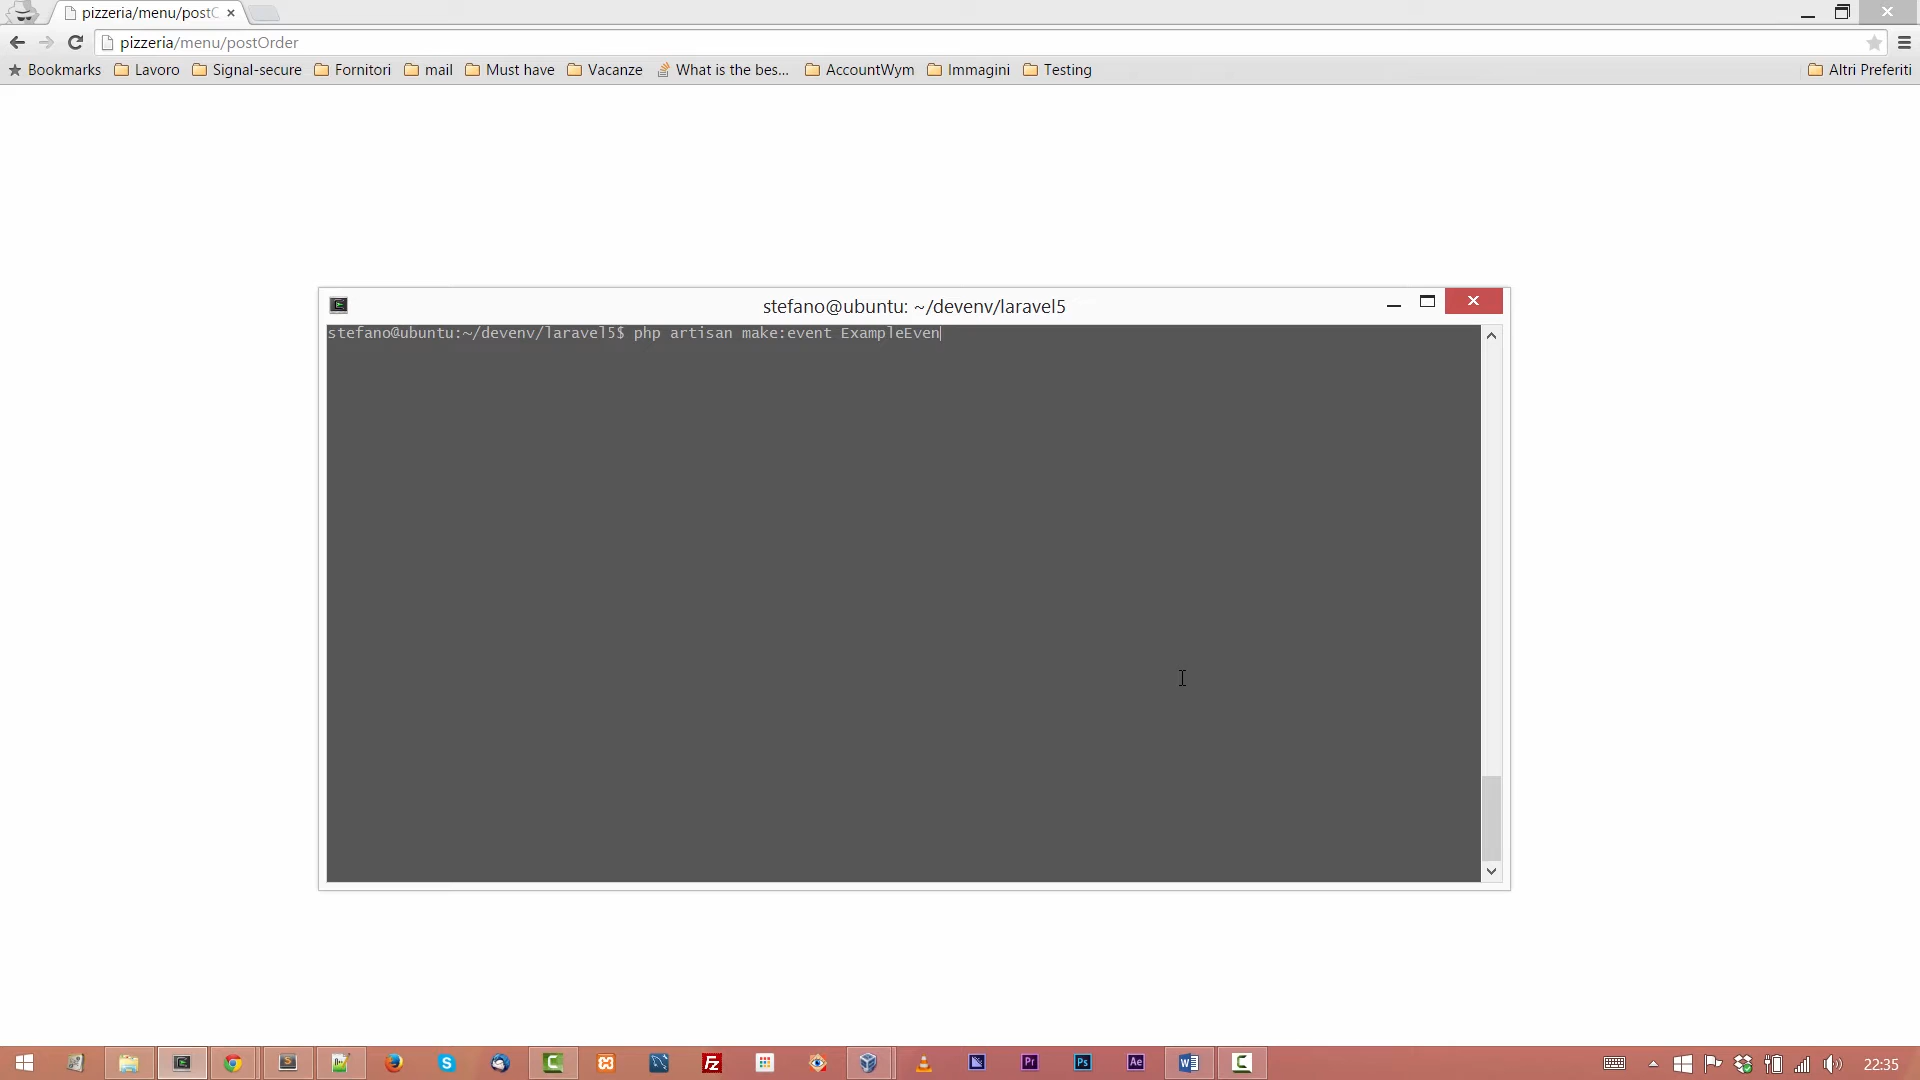 pizzeria/menu/postO
pizzeria/menu/postOrder
Bookmarks Lavoro Signal-secure Fornitori mail Must have Vacanze What is the bes... AccountWym Immagini Testing Altri Preferiti
stefano@ubuntu: ~/devenv/laravel5
stefano@ubuntu:~/devenv/laravel5$ php artisan make:event ExampleEven
22:35